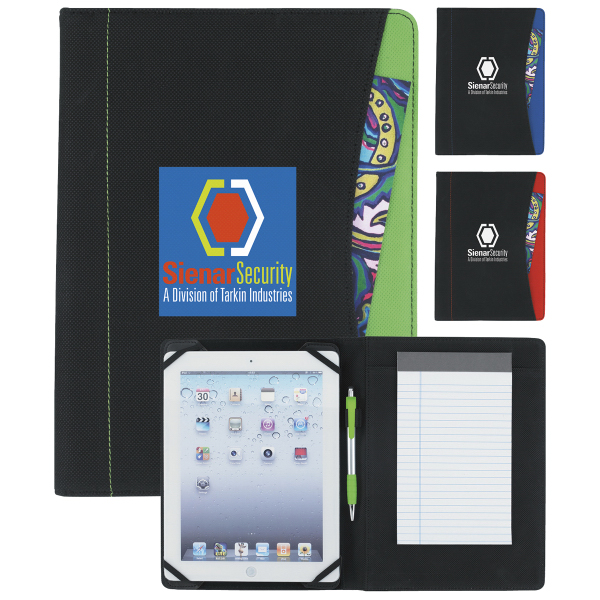 SienarSecurity
A Division of Tarkin Industries
SienarSecurity
A Division of Tarkin Industries
SienarSecurity
A Division of Tarkin Industries
30